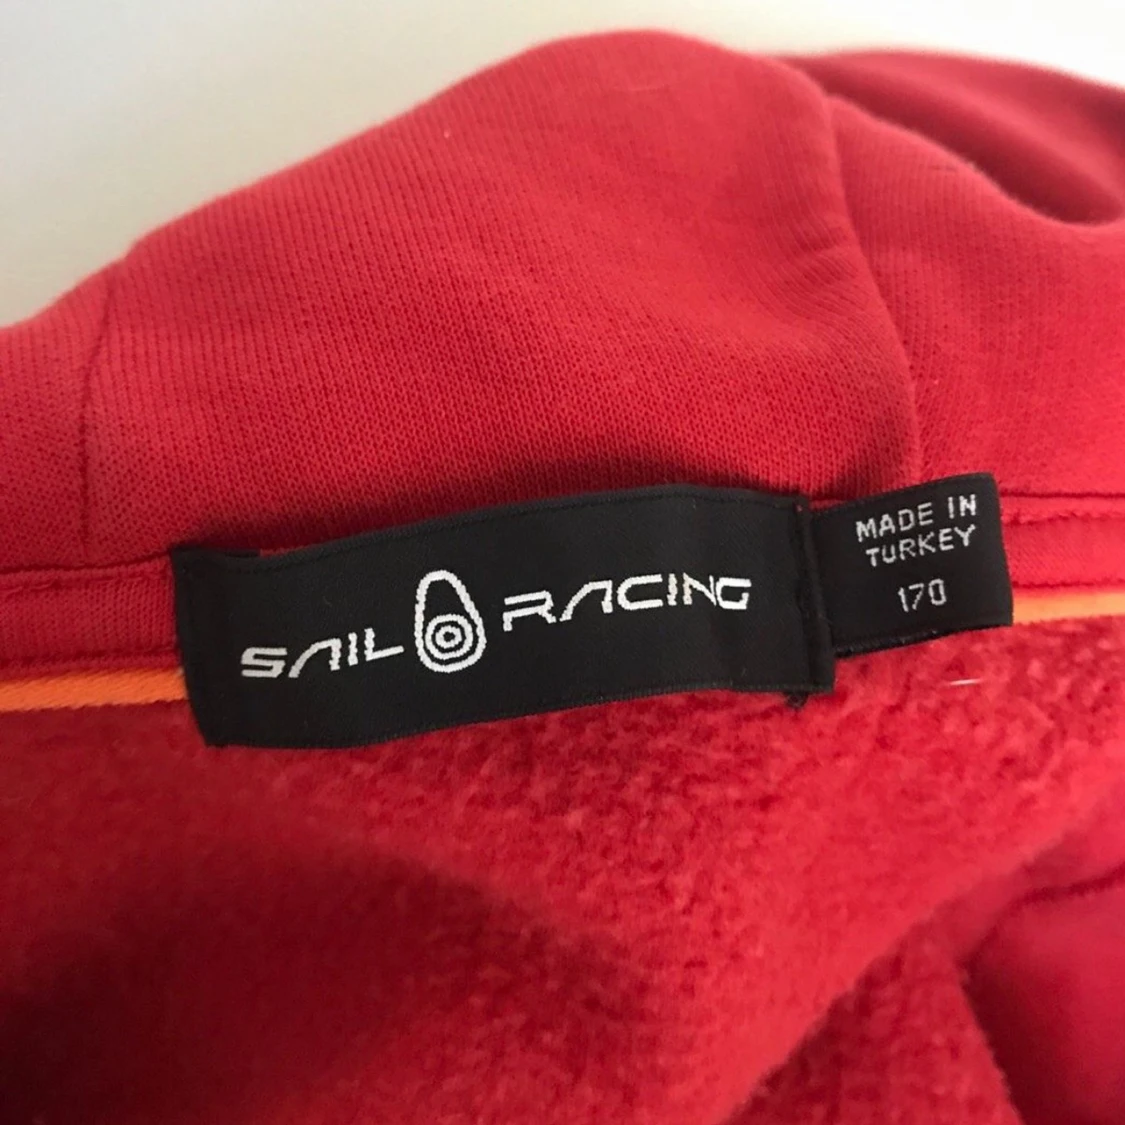 SAIL RACING
MADE IN
TURKEY
170